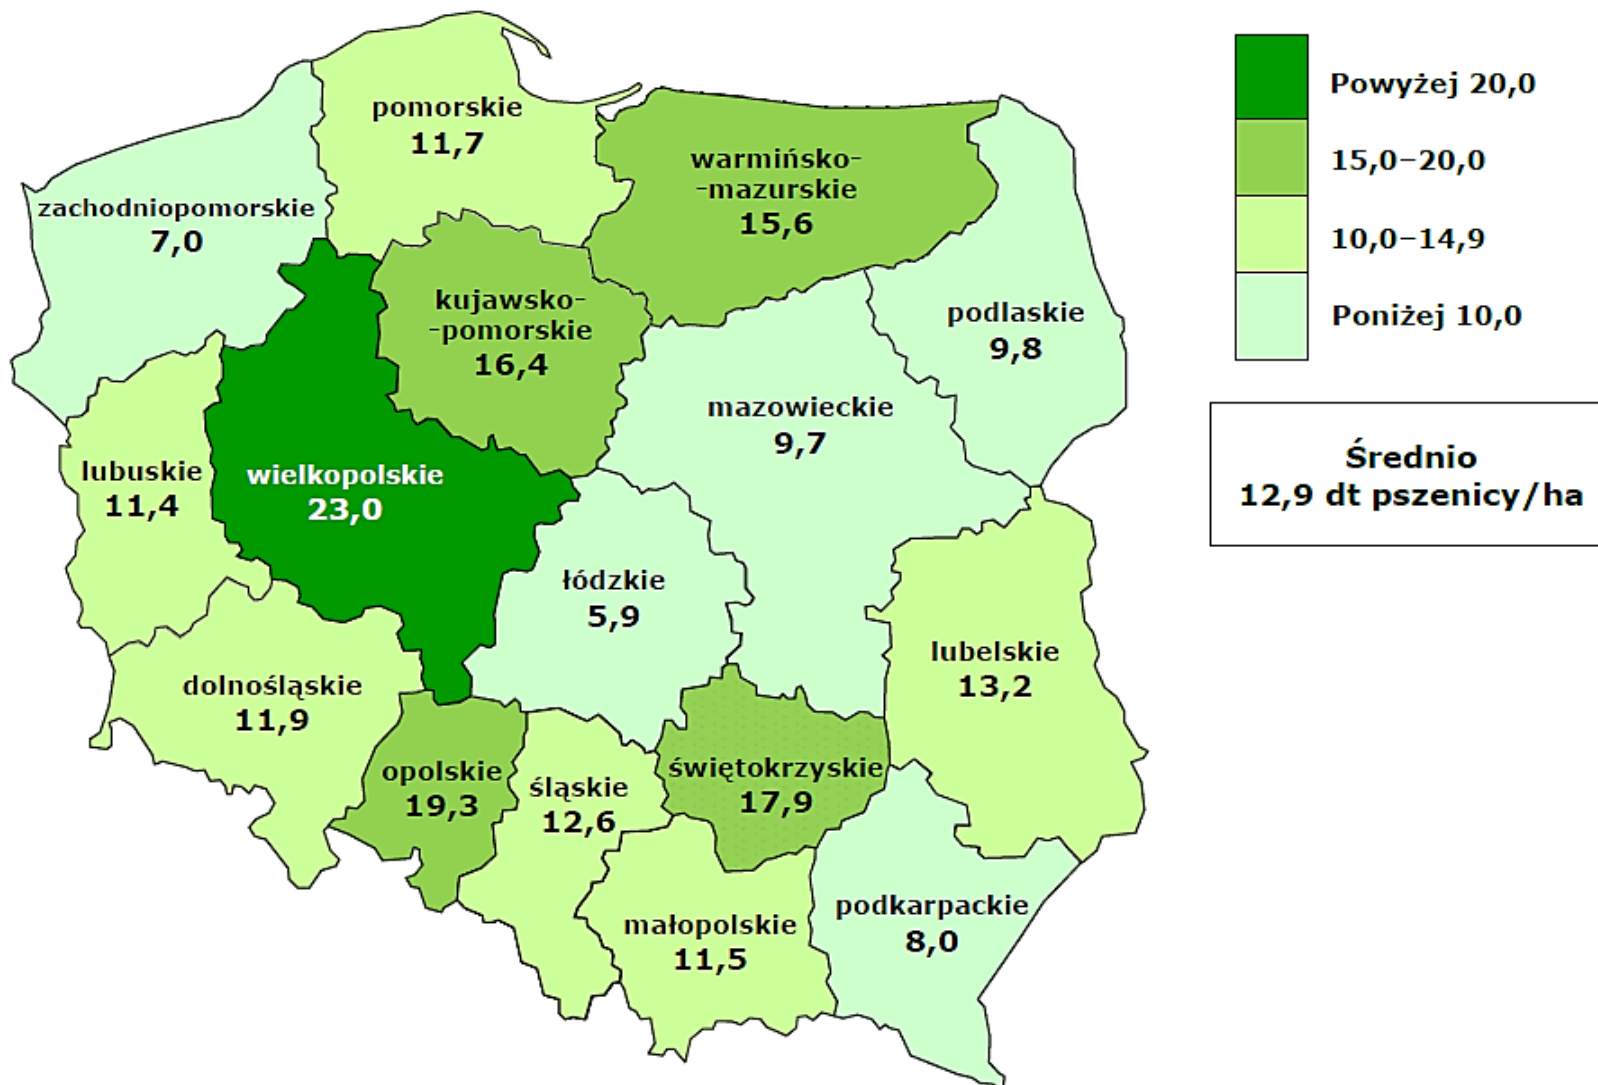 pomorskie
11,7
warmińsko-
-mazurskie
15,6
zachodniopomorskie
7,0
kujawsko-
-pomorskie
16,4
podlaskie
9,8
mazowieckie
9,7
lubuskie
11,4
wielkopolskie
23,0
łódzkie
5,9
lubelskie
13,2
dolnośląskie
11,9
opolskie
19,3
śląskie
12,6
świętokrzyskie
17,9
małopolskie
11,5
podkarpackie
8,0
Powyżej 20,0
15,0–20,0
10,0–14,9
Poniżej 10,0
Średnio
12,9 dt pszenicy/ha